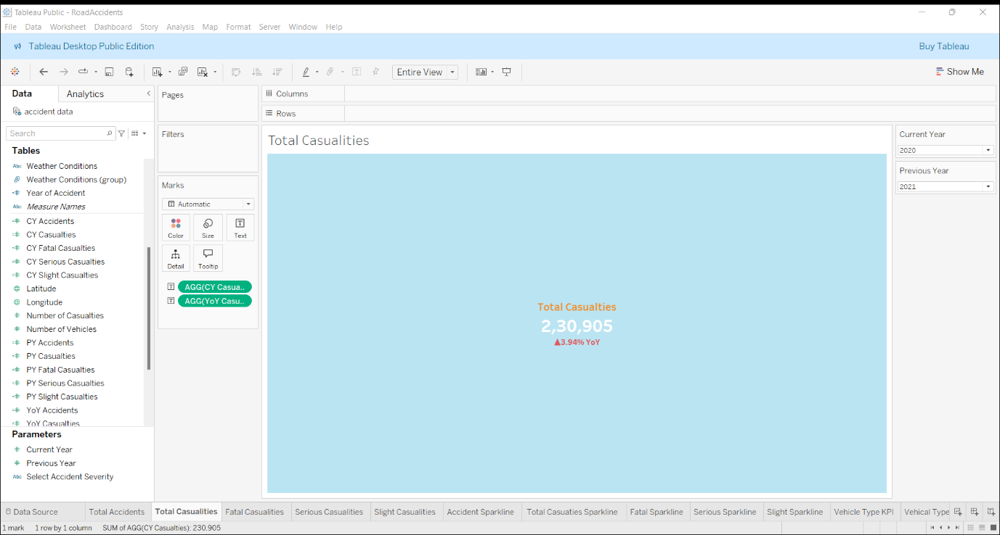 Tableau Public - RoadAccidents
File Data Worksheet Dashboard Story Analysis Map Format Server Window Help
Tableau Desktop Public Edition
Buy Tableau
Entire View
Show Me
Data
Analytics
accident data
Search
Tables
Abc Weather Conditions
Weather Conditions (group)
Year of Accident
Abc Measure Names
CY Accidents
CY Casualties
CY Fatal Casualties
CY Serious Casualties
CY Slight Casualties
Latitude
Longitude
Number of Casualties
Number of Vehicles
PY Accidents
PY Casualties
PY Fatal Casualties
PY Serious Casualties
PY Slight Casualties
YoY Accidents
YoY Casualties
Parameters
Current Year
Previous Year
Abc Select Accident Severity
Pages
Filters
Marks
Automatic
Color Size Text
Detail Tooltip
AGG(CY Casua..
AGG(YoY Casu..
Columns
Rows
Total Casualities
Total Casualties
2,30,905
▲3.94% YoY
Current Year
2020
Previous Year
2021
Data Source Total Accidents Total Casualities Fatal Casualities Serious Casualities Slight Casualities Accident Sparkline Total Casuaties Sparkline Fatal Sparkline Serious Sparkline Slight Sparkline Vehicle Type KPI Vehical Type
1 mark 1 row by 1 column SUM of AGG(CY Casualties): 230.905